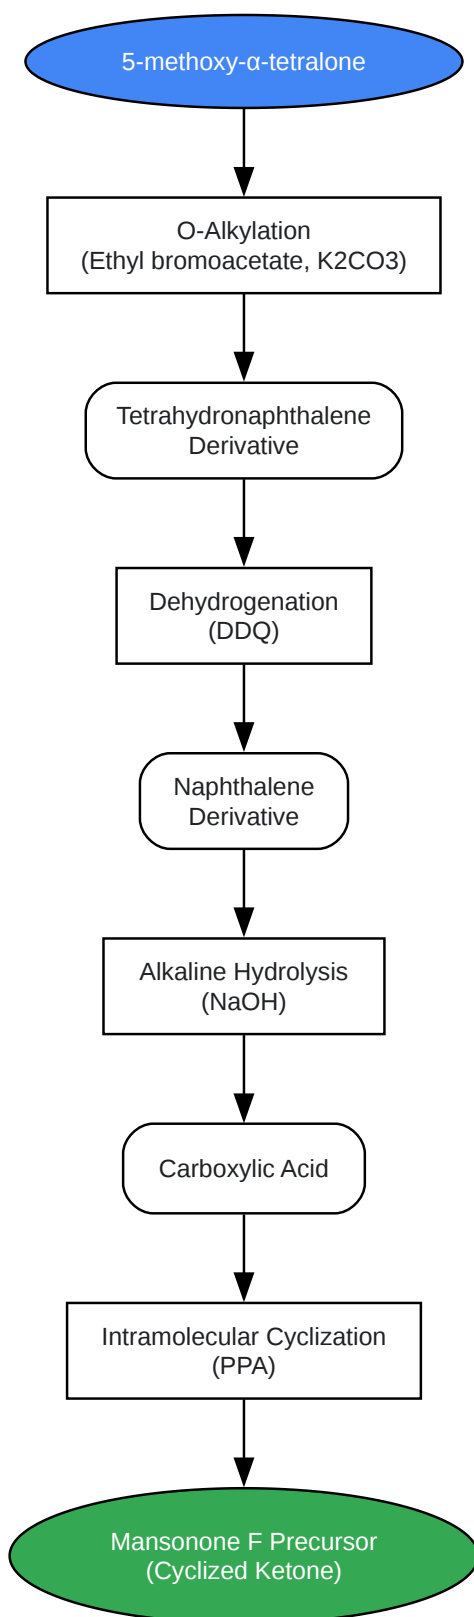 5-methoxy-α-tetralone
O-Alkylation
(Ethyl bromoacetate, K2CO3)
Tetrahydronaphthalene
Derivative
Dehydrogenation
(DDQ)
Naphthalene
Derivative
Alkaline Hydrolysis
(NaOH)
Carboxylic Acid
Intramolecular Cyclization
(PPA)
Mansonone F Precursor
(Cyclized Ketone)